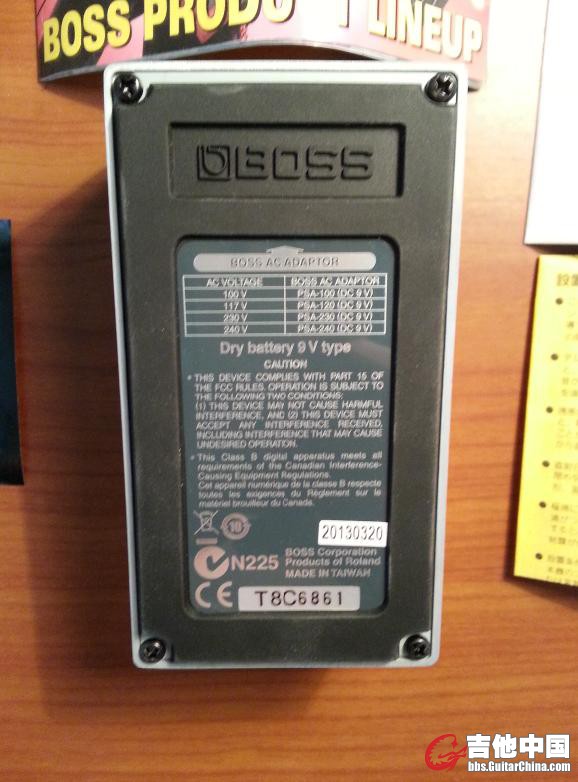 BOSS PRODU T LINEUP
BOSS
BOSS AC ADAPTOR
AC VOLTAGE BOSS AC ADAPTOR
100 V PSA-100 (DC 9 V)
117 V PSA-120 (DC 9 V)
230 V PSA-230 (DC 9 V)
240 V PSA-240 (DC 9 V)
Dry battery 9 V type
CAUTION
• THIS DEVICE COMPLIES WITH PART 15 OF
THE FCC RULES. OPERATION IS SUBJECT TO
THE FOLLOWING TWO CONDITIONS:
(1) THIS DEVICE MAY NOT CAUSE HARMFUL
INTERFERENCE, AND (2) THIS DEVICE MUST
ACCEPT ANY INTERFERENCE RECEIVED,
INCLUDING INTERFERENCE THAT MAY CAUSE
UNDESIRED OPERATION.
• This Class B digital apparatus meets all
requirements of the Canadian Interference-
Causing Equipment Regulations.
Cet appareil numérique de la classe B respecte
toutes les exigences du Règlement sur le
matériel brouilleur du Canada.
10
20130320
N225
BOSS Corporation
Products of Roland
MADE IN TAIWAN
CE
T8C6861
設置
吉他中国
bbs.GuitarChina.com